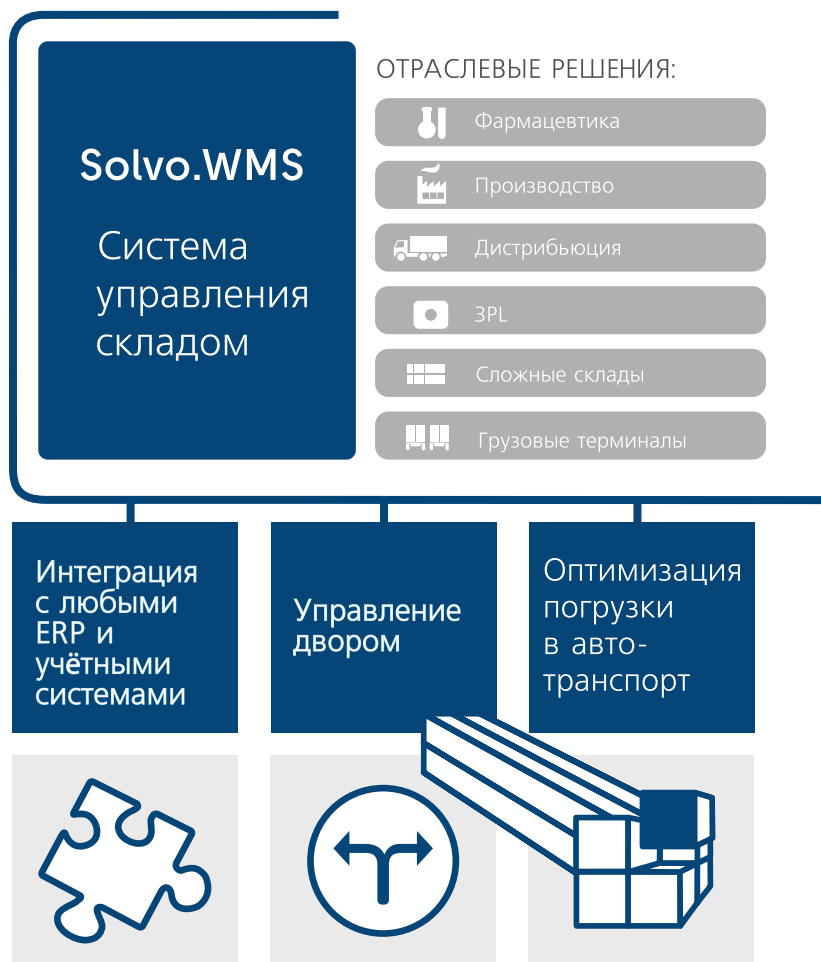 Solvo.WMS
Система
управления
складом
ОТРАСЛЕВЫЕ РЕШЕНИЯ:
Фармацевтика
Производство
Дистрибьюция
3PL
Сложные склады
Грузовые терминалы
Интеграция
с любыми
ERP и
учётными
системами
Управление
двором
Оптимизация
погрузки
в авто-
транспорт